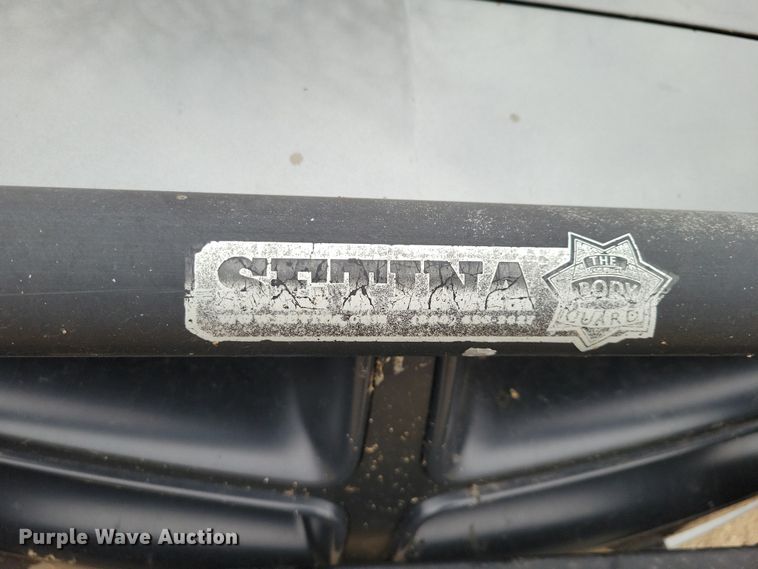 SETINA
THE
BODY
GUARD
Purple Wave Auction